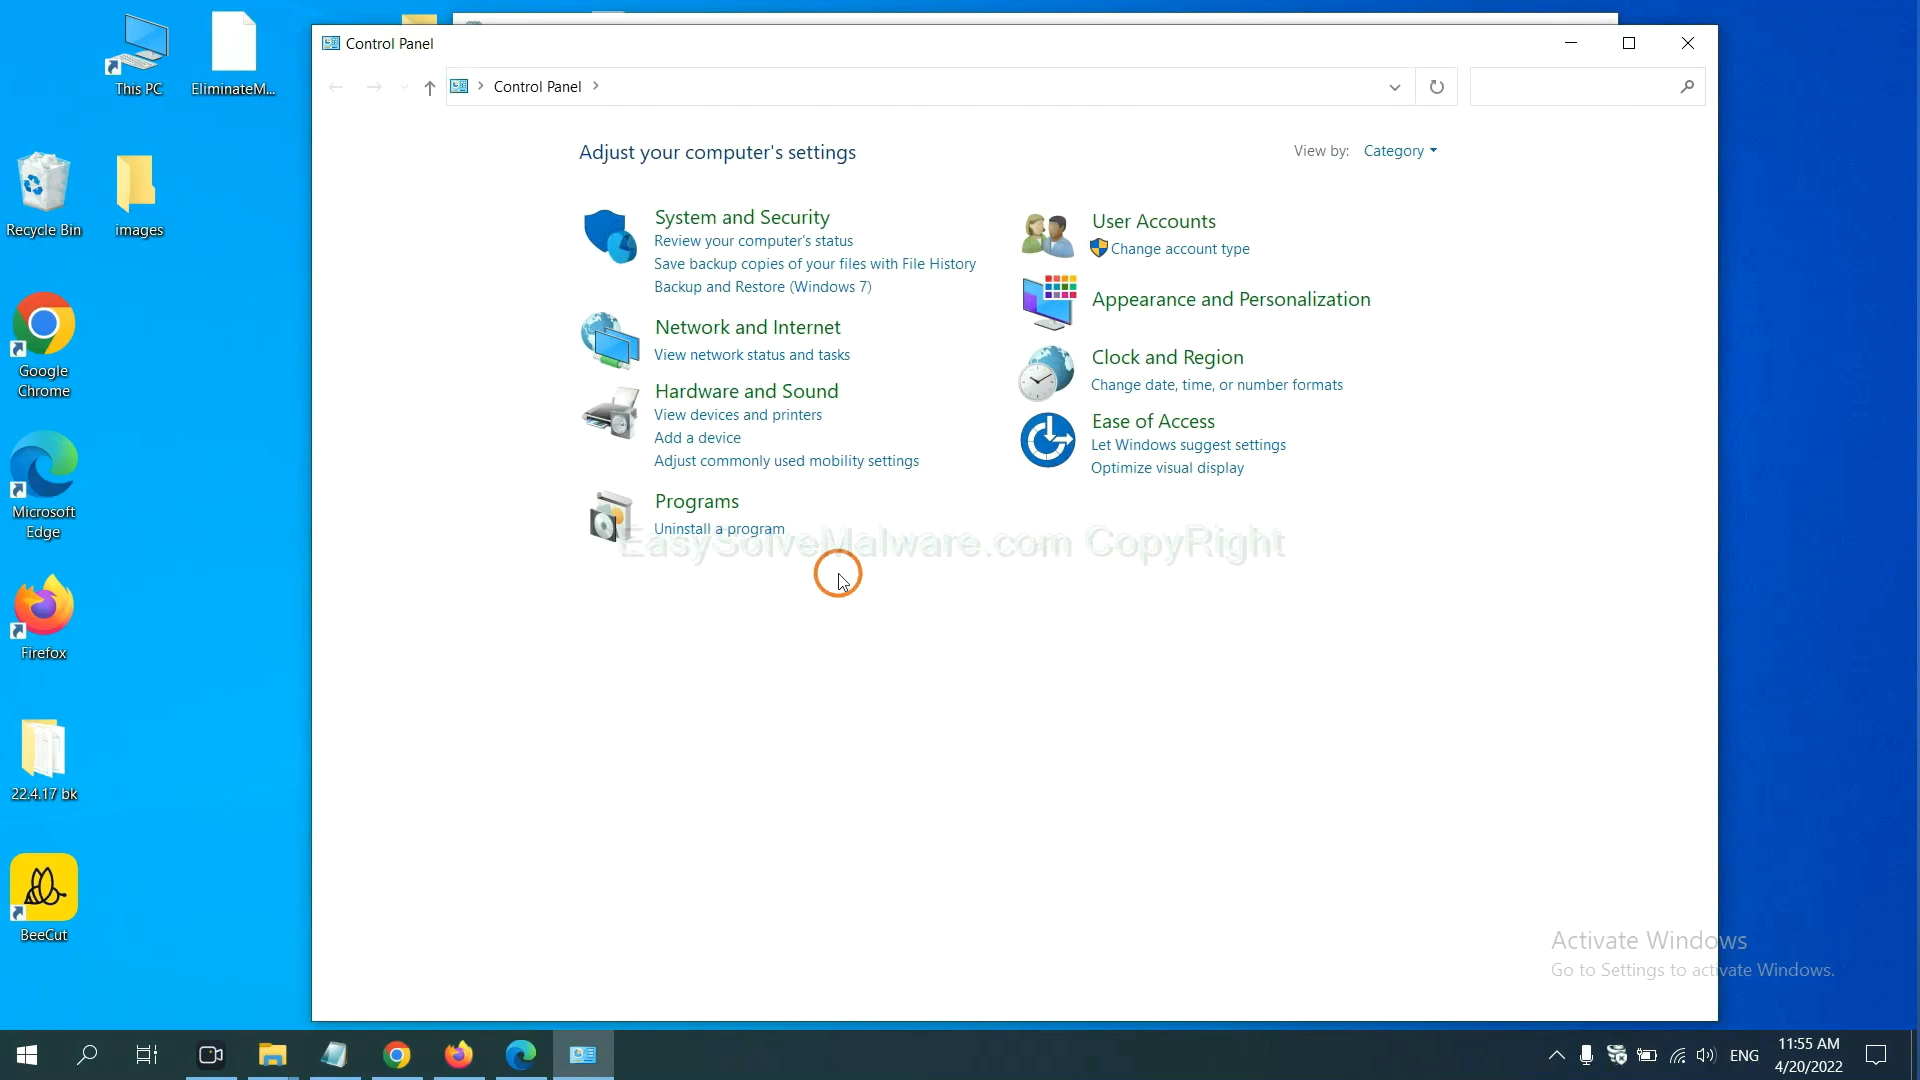 This PC
EliminateM...
Recycle Bin
images
Google
Chrome
Microsoft
Edge
Firefox
22.4.17 bk
BeeCut
Control Panel
Control Panel
Adjust your computer's settings
View by: Category
System and Security
Review your computer's status
Save backup copies of your files with File History
Backup and Restore (Windows 7)
Network and Internet
View network status and tasks
Hardware and Sound
View devices and printers
Add a device
Adjust commonly used mobility settings
Programs
Uninstall a program
User Accounts
Change account type
Appearance and Personalization
Clock and Region
Change date, time, or number formats
Ease of Access
Let Windows suggest settings
Optimize visual display
EasySolveMalware.com CopyRight
Activate Windows
Go to Settings to activate Windows.
ENG
11:55 AM
4/20/2022